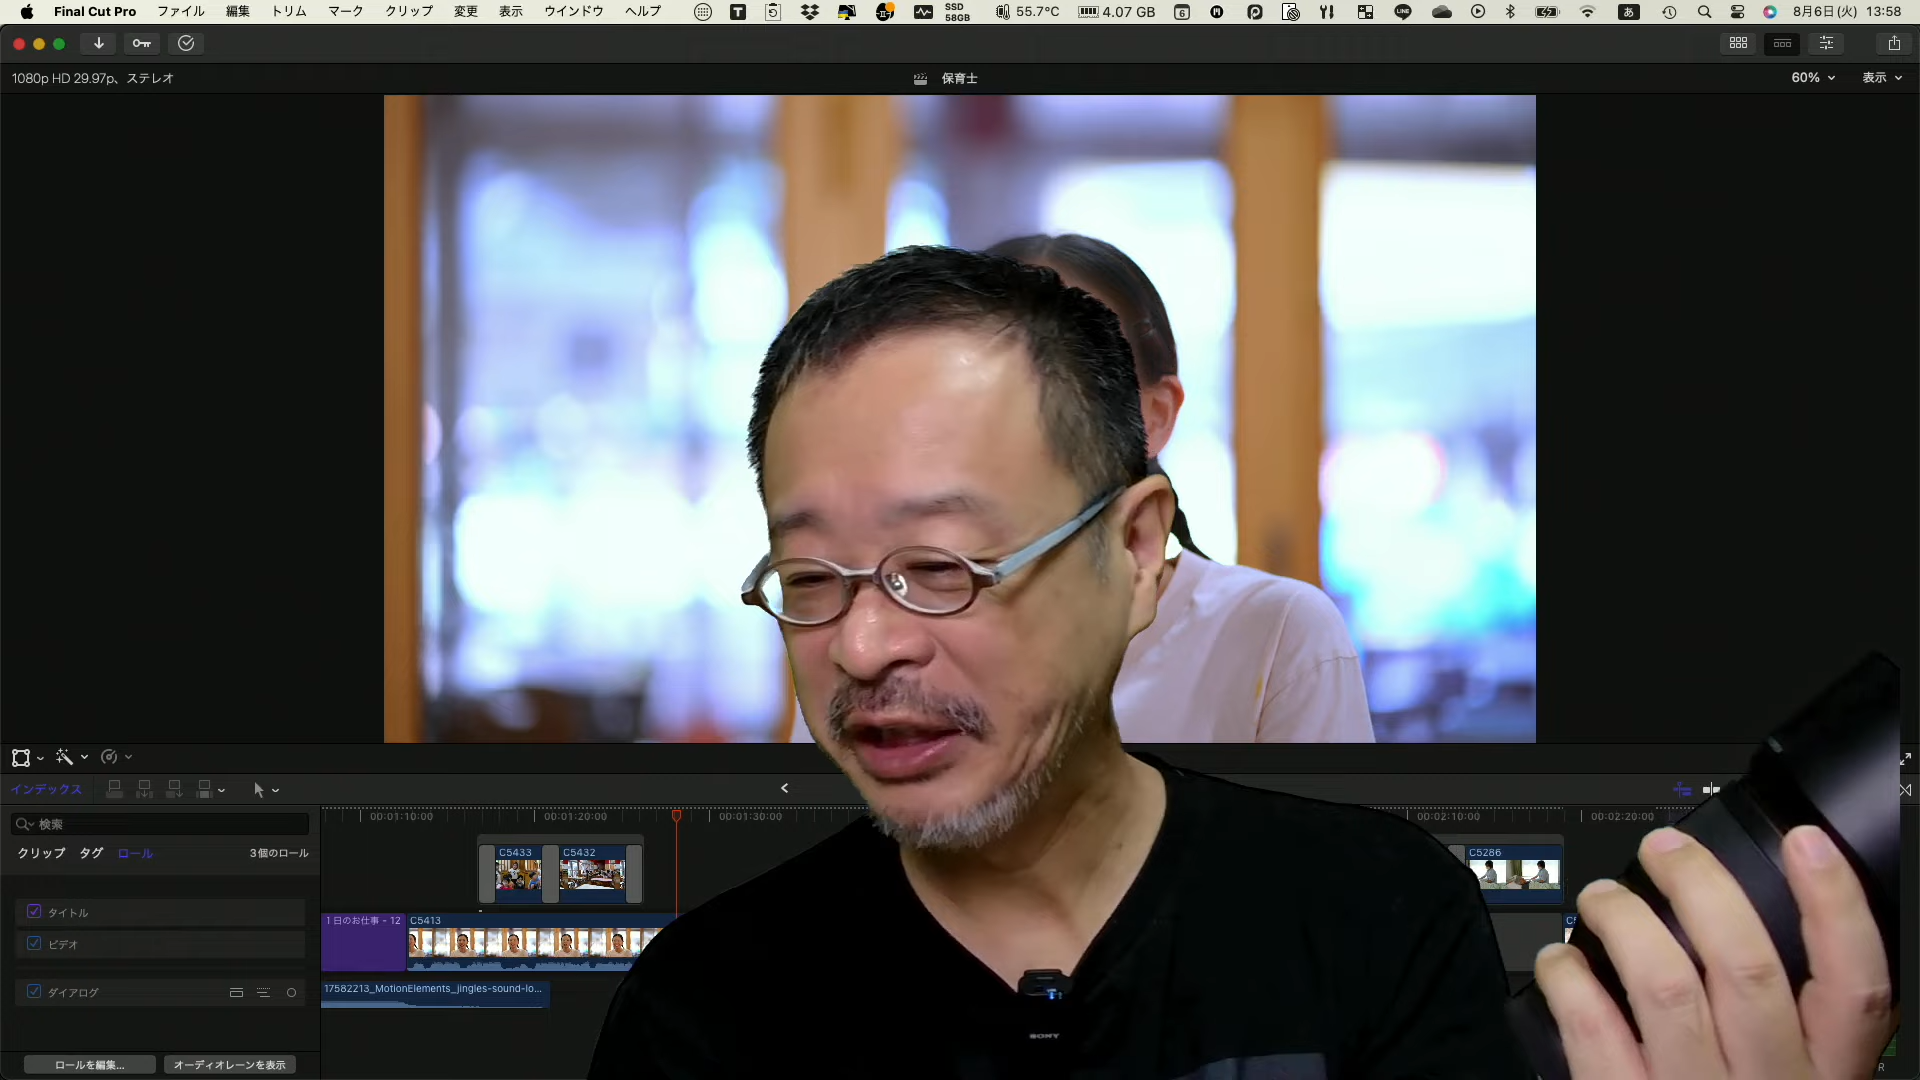 Final Cut Pro ファイル 編集 トリム マーク クリップ 変更 表示 ウインドウ ヘルプ SSD 58GB 55.7°C 4.07 GB 6 LINE あ 8月6日(火) 13:58
1080p HD 29.97p、ステレオ 保育士 60% 表示
インデックス
検索
00:01:10:00 00:01:20:00 00:01:30:00 00:02:10:00 00:02:20:00
クリップ タグ ロール 3個のロール
C5433 C5432 C5286
タイトル
1日のお仕事 - 12 C5413
ビデオ
ダイアログ
17582213_MotionElements_jingles-sound-lo...
SONY
ロールを編集... オーディオレーンを表示
R